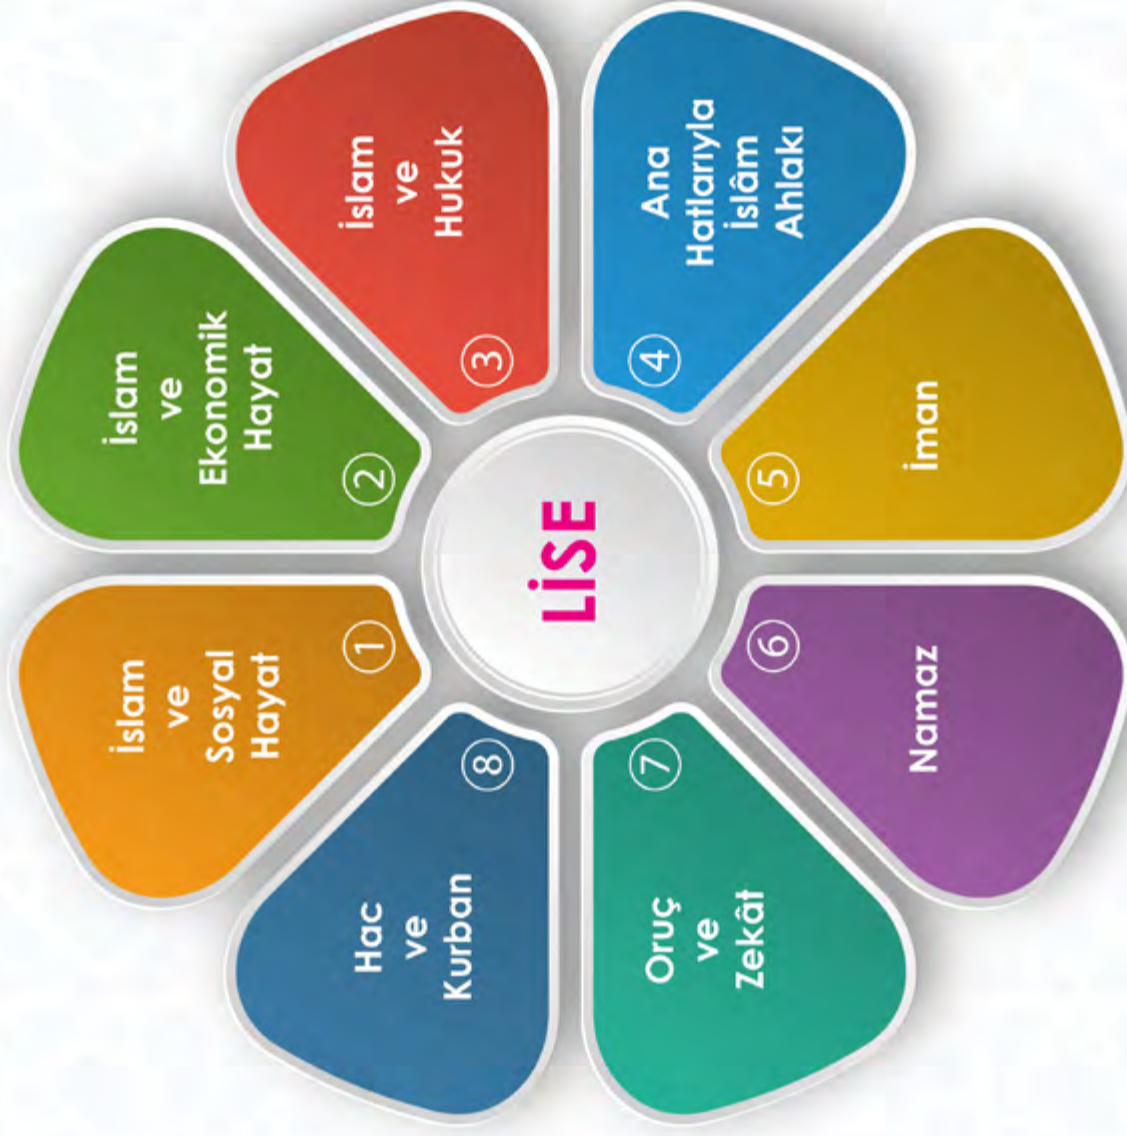 LİSE
1
İslam
ve
Sosyal
Hayat
2
İslam
ve
Ekonomik
Hayat
3
İslam
ve
Hukuk
4
Ana
Hatlarıyla
İslâm
Ahlakı
5
İman
6
Namaz
7
Oruç
ve
Zekât
8
Hac
ve
Kurban